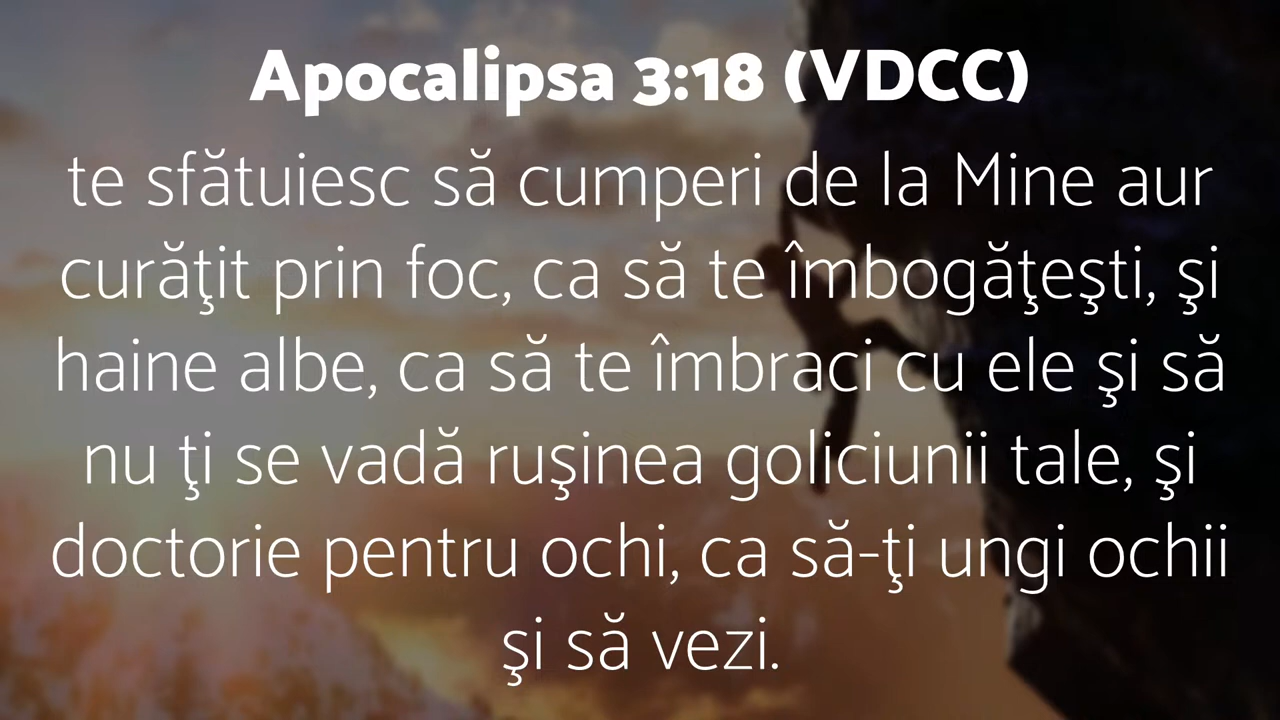 Apocalipsa 3:18 (VDCC)
te sfătuiesc să cumperi de la Mine aur
curăţit prin foc, ca să te îmbogăţeşti, şi
haine albe, ca să te îmbraci cu ele şi să
nu ţi se vadă ruşinea goliciunii tale, şi
doctorie pentru ochi, ca să-ţi ungi ochii
şi să vezi.